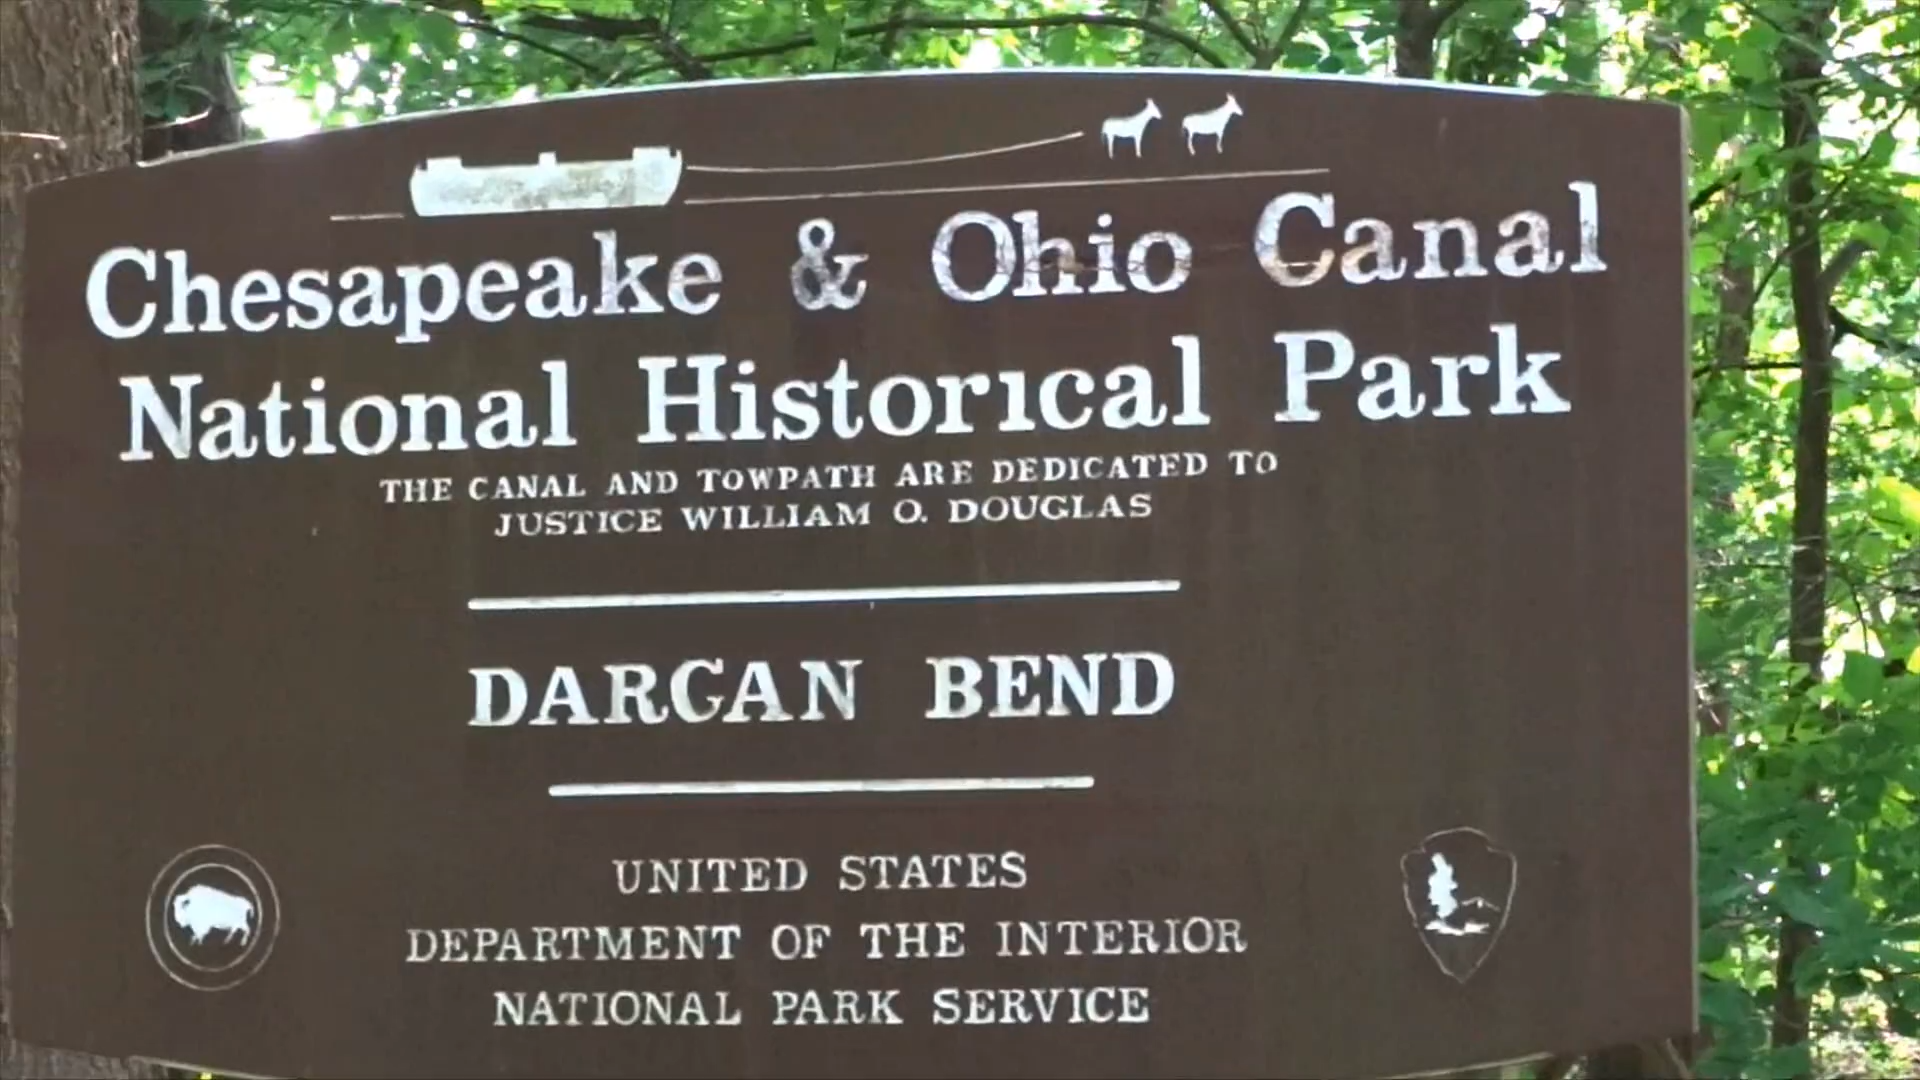 Chesapeake & Ohio Canal
National Historical Park
THE CANAL AND TOWPATH ARE DEDICATED TO
JUSTICE WILLIAM O. DOUGLAS
DARGAN BEND
UNITED STATES
DEPARTMENT OF THE INTERIOR
NATIONAL PARK SERVICE